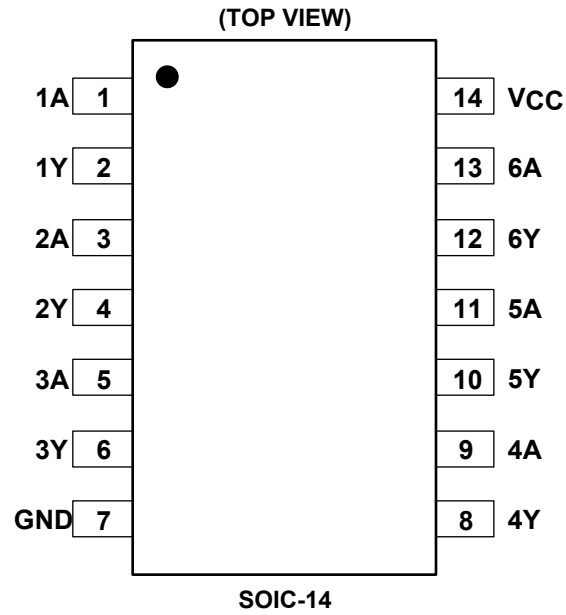 (TOP VIEW)
1A 1 14 VCC
1Y 2 13 6A
2A 3 12 6Y
2Y 4 11 5A
3A 5 10 5Y
3Y 6 9 4A
GND 7 8 4Y
SOIC-14